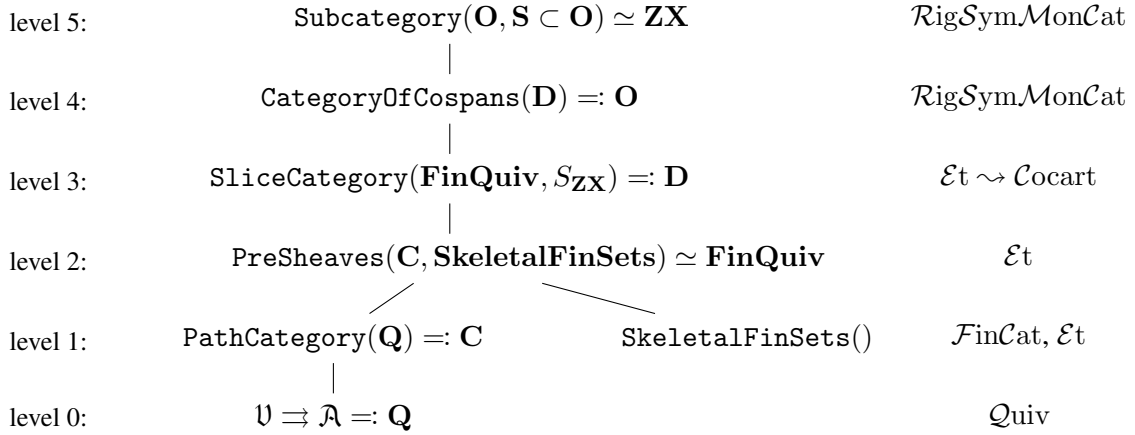 level 5: Subcategory(O, S ⊂ O) ≃ ZX RigSymMonCat
level 4: CategoryOfCospans(D) =: O RigSymMonCat
level 3: SliceCategory(FinQuiv, S_ZX) =: D Et ⇝ Cocart
level 2: PreSheaves(C, SkeletalFinSets) ≃ FinQuiv Et
level 1: PathCategory(Q) =: C SkeletalFinSets() FinCat, Et
level 0: 𝔙 ⇉ 𝔄 =: Q Quiv